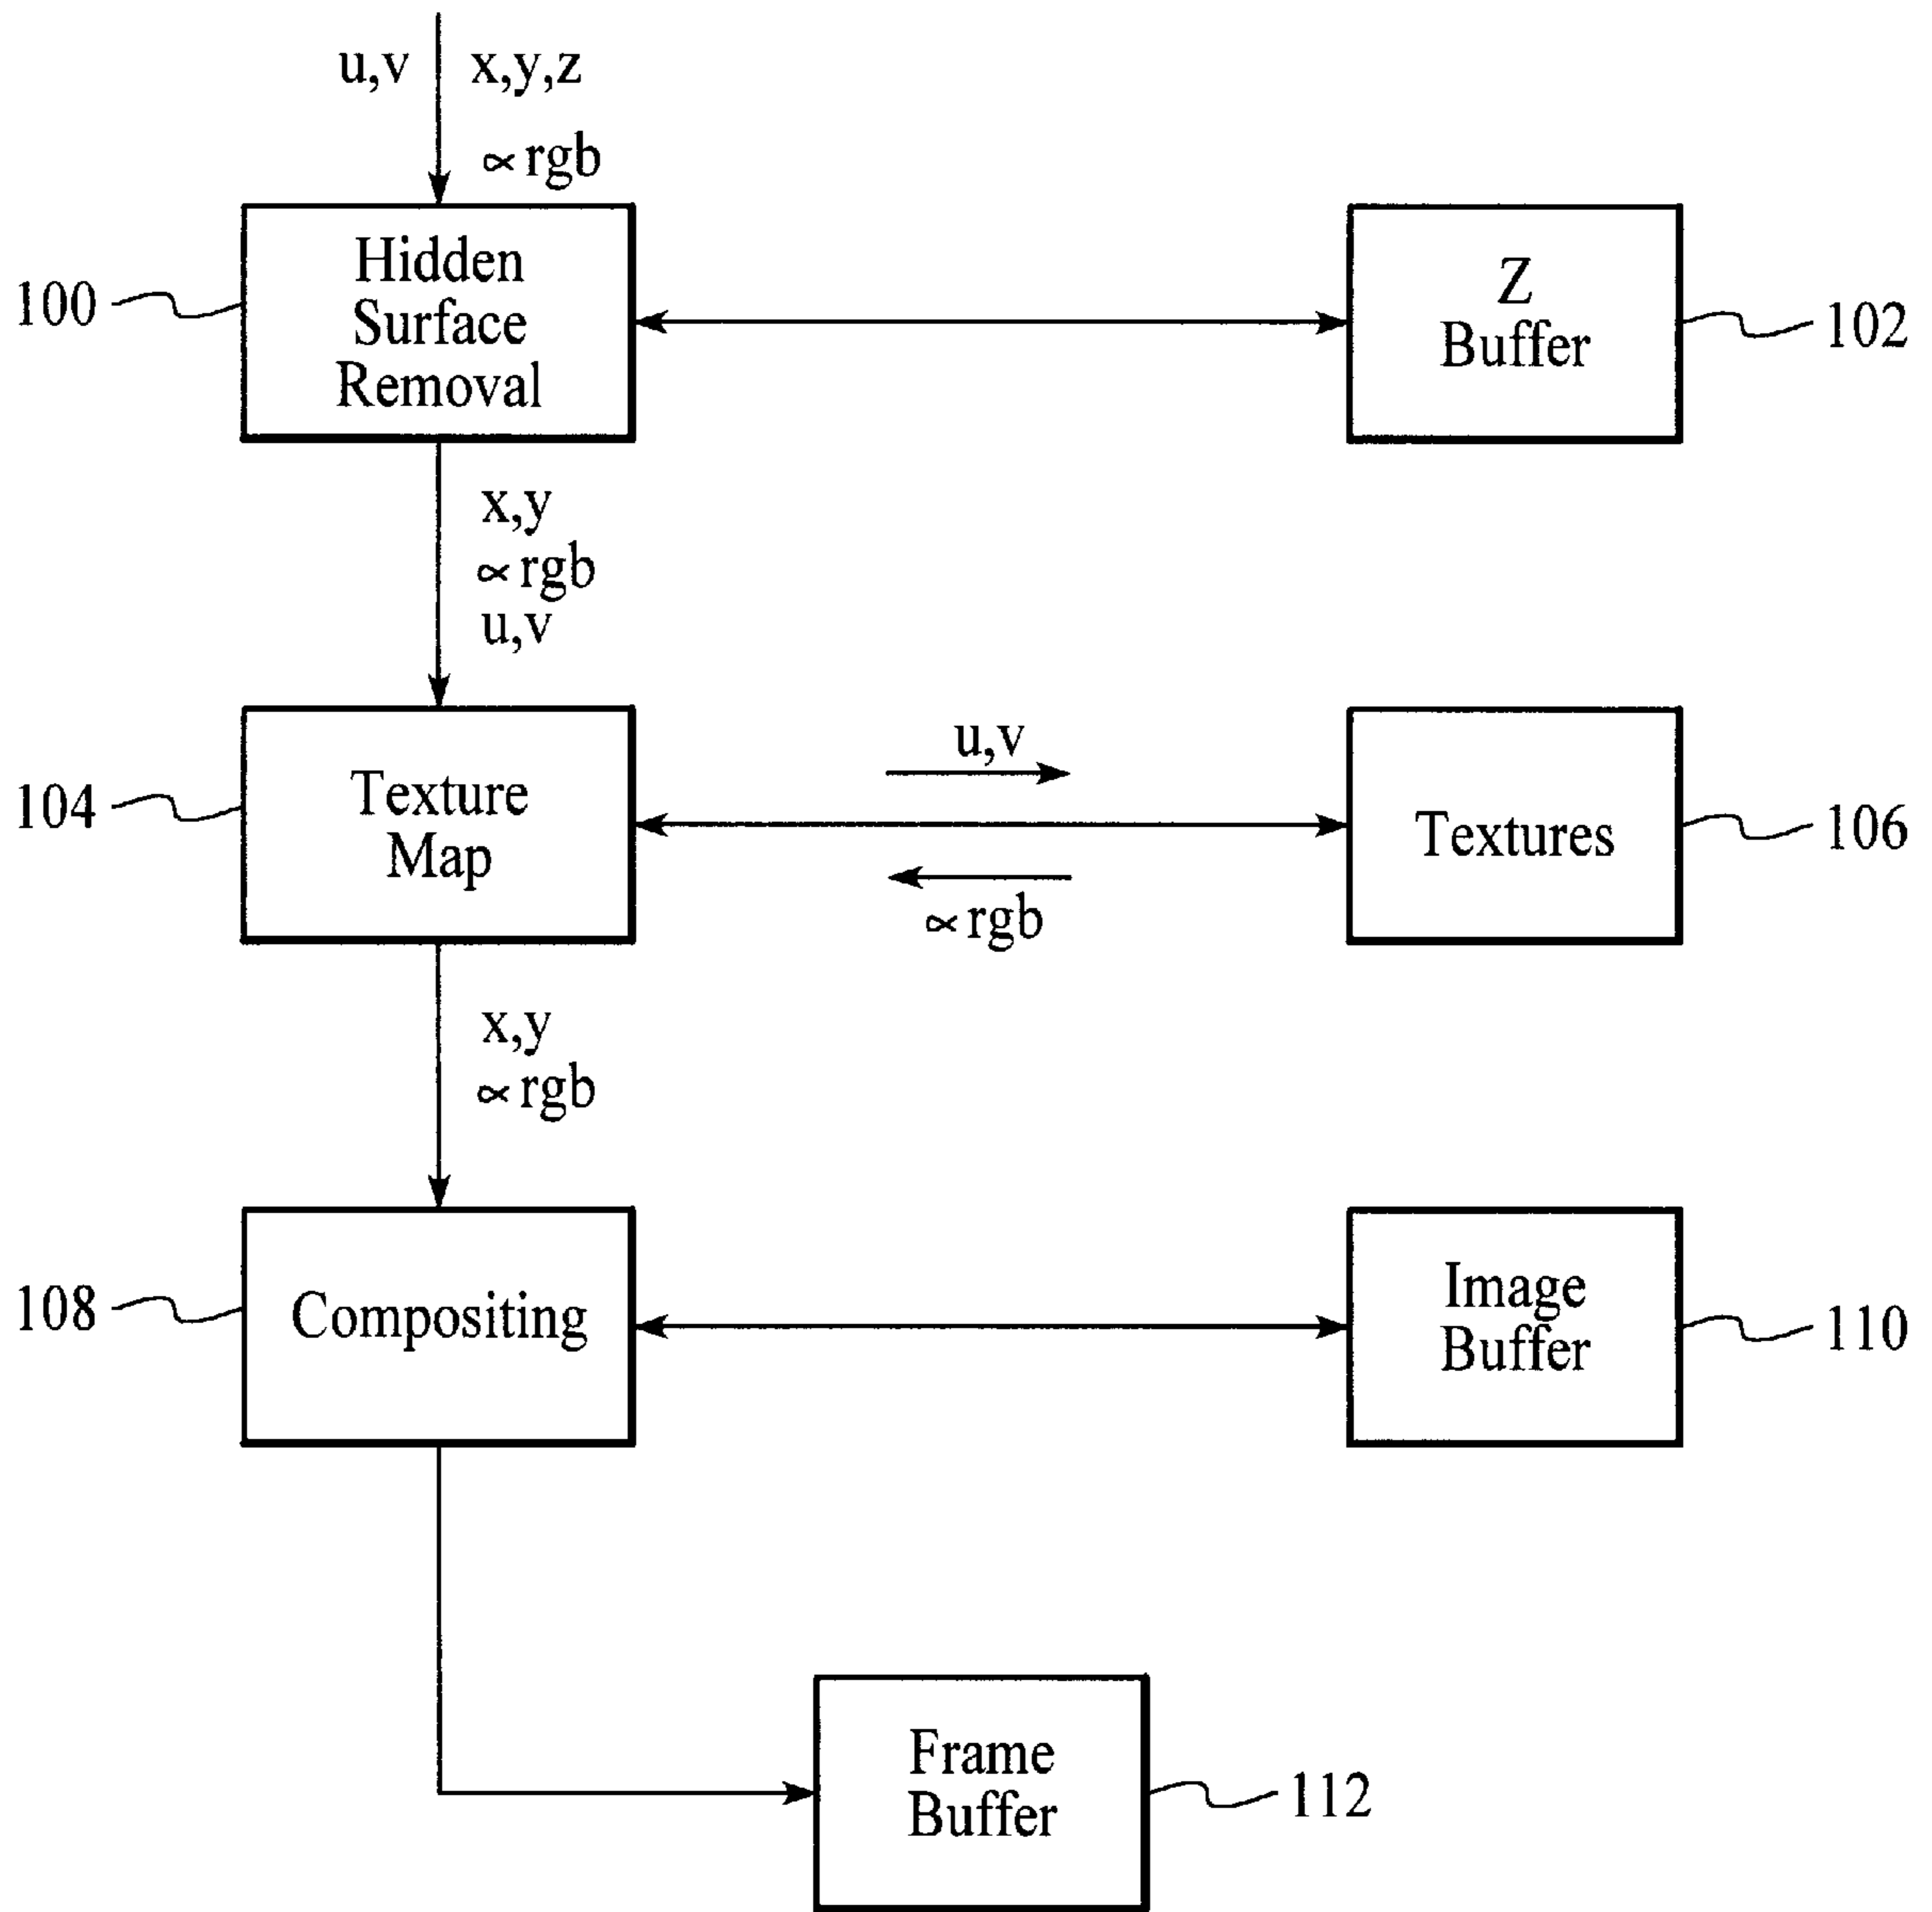 u,v
x,y,z
∝rgb
Hidden
Surface
Removal
100
Z
Buffer
102
x,y
∝rgb
u,v
Texture
Map
104
u,v
∝rgb
Textures
106
x,y
∝rgb
Compositing
108
Image
Buffer
110
Frame
Buffer
112